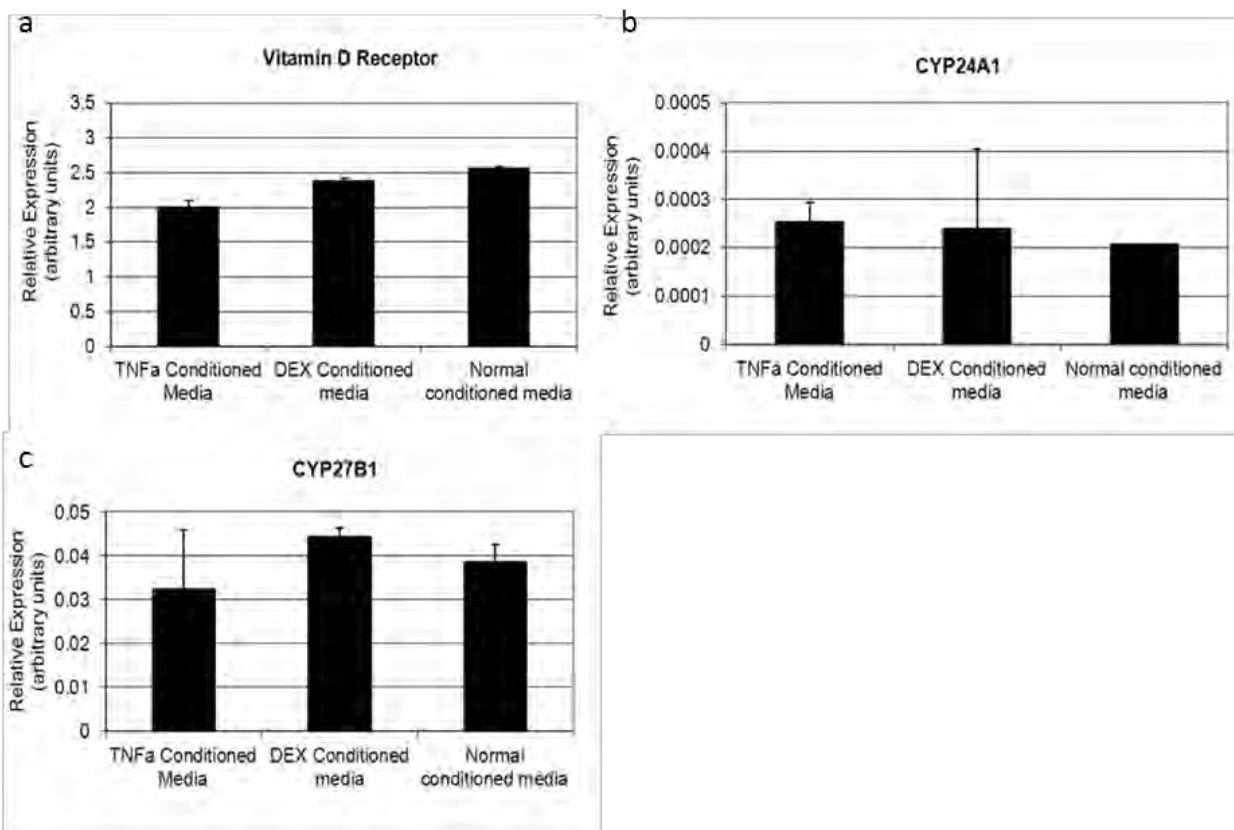 a
Vitamin D Receptor
Relative Expression
(arbitrary units)
3.5
3
2.5
2
1.5
1
0.5
0
TNFa Conditioned
Media
DEX Conditioned
media
Normal
conditioned media
b
CYP24A1
Relative Expression
(arbitrary units)
0.0005
0.0004
0.0003
0.0002
0.0001
0
TNFa Conditioned
Media
DEX Conditioned
media
Normal conditioned
media
c
CYP27B1
Relative Expression
(arbitrary units)
0.05
0.04
0.03
0.02
0.01
0
TNFa Conditioned
Media
DEX Conditioned
media
Normal
conditioned media